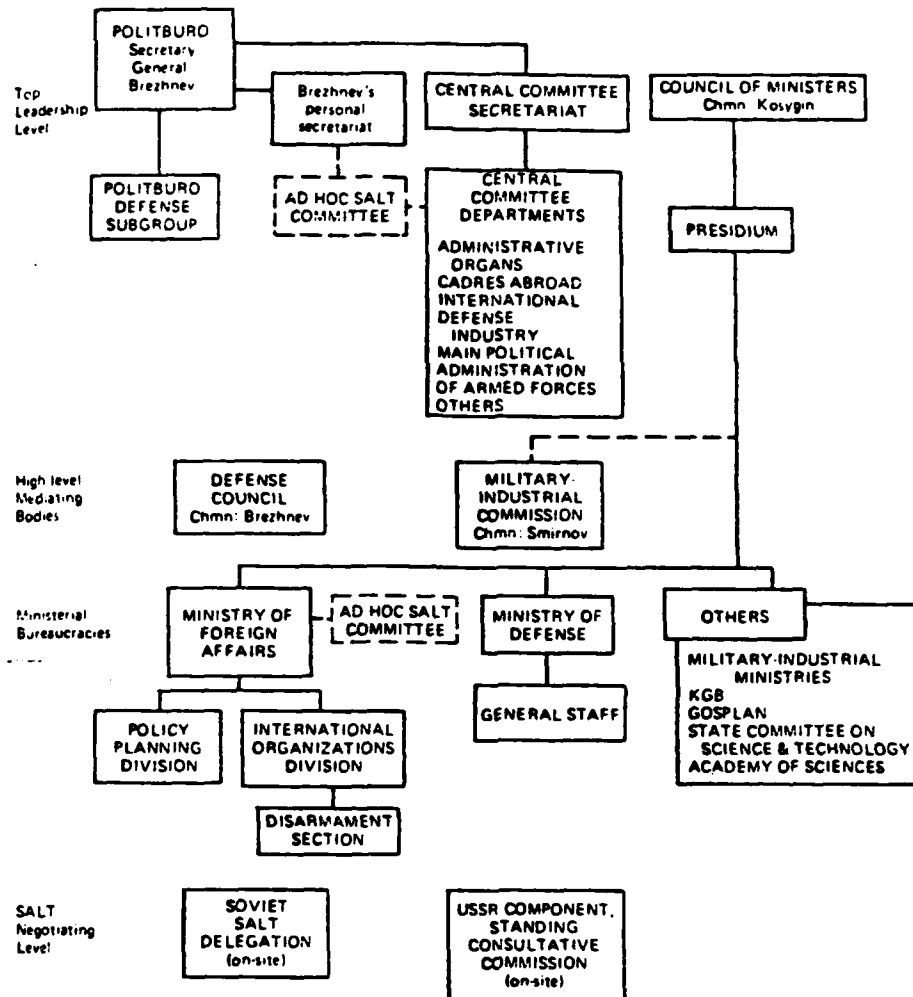 POLITBURO
Secretary
General
Brezhnev
Top
Leadership
Level
Brezhnev's
personal
secretariat
CENTRAL COMMITTEE
SECRETARIAT
COUNCIL OF MINISTERS
Chmn Kosygin
POLITBURO
DEFENSE
SUBGROUP
AD HOC SALT
COMMITTEE
CENTRAL
COMMITTEE
DEPARTMENTS
ADMINISTRATIVE
ORGANS
CADRES ABROAD
INTERNATIONAL
DEFENSE
INDUSTRY
MAIN POLITICAL
ADMINISTRATION
OF ARMED FORCES
OTHERS
PRESIDIUM
High level
Mediating
Bodies
DEFENSE
COUNCIL
Chmn: Brezhnev
MILITARY-
INDUSTRIAL
COMMISSION
Chmn: Smirnov
Ministerial
Bureaucracies
MINISTRY OF
FOREIGN
AFFAIRS
AD HOC SALT
COMMITTEE
MINISTRY OF
DEFENSE
OTHERS
MILITARY-INDUSTRIAL
MINISTRIES
KGB
GOSPLAN
STATE COMMITTEE ON
SCIENCE & TECHNOLOGY
ACADEMY OF SCIENCES
POLICY
PLANNING
DIVISION
INTERNATIONAL
ORGANIZATIONS
DIVISION
GENERAL STAFF
DISARMAMENT
SECTION
SALT
Negotiating
Level
SOVIET
SALT
DELEGATION
(on-site)
USSR COMPONENT,
STANDING
CONSULTATIVE
COMMISSION
(on-site)